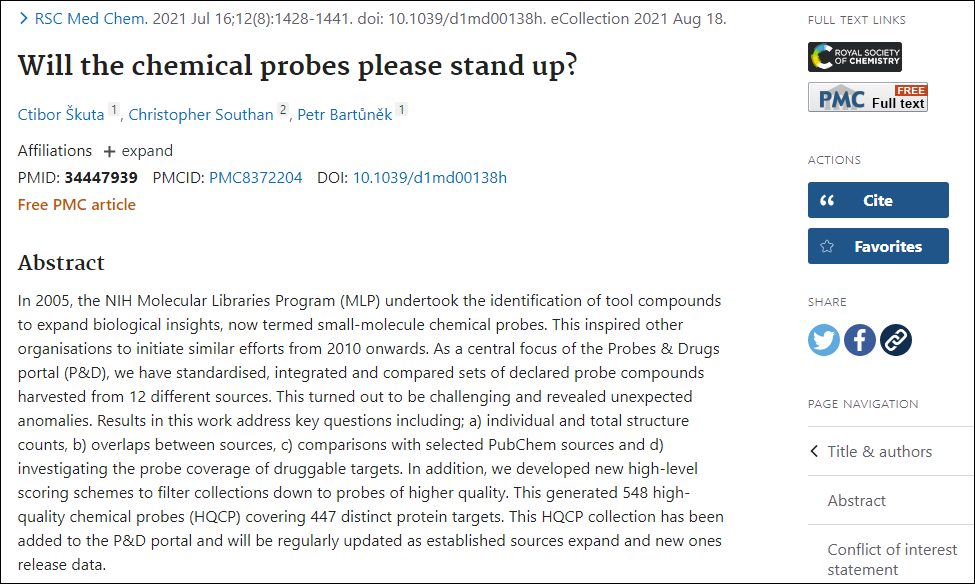 RSC Med Chem. 2021 Jul 16;12(8):1428-1441. doi: 10.1039/d1md00138h. eCollection 2021 Aug 18.
Will the chemical probes please stand up?
Ctibor Škuta 1, Christopher Southan 2, Petr Bartůněk 1
Affiliations + expand
PMID: 34447939 PMCID: PMC8372204 DOI: 10.1039/d1md00138h
Free PMC article
Abstract
In 2005, the NIH Molecular Libraries Program (MLP) undertook the identification of tool compounds
to expand biological insights, now termed small-molecule chemical probes. This inspired other
organisations to initiate similar efforts from 2010 onwards. As a central focus of the Probes & Drugs
portal (P&D), we have standardised, integrated and compared sets of declared probe compounds
harvested from 12 different sources. This turned out to be challenging and revealed unexpected
anomalies. Results in this work address key questions including; a) individual and total structure
counts, b) overlaps between sources, c) comparisons with selected PubChem sources and d)
investigating the probe coverage of druggable targets. In addition, we developed new high-level
scoring schemes to filter collections down to probes of higher quality. This generated 548 high-
quality chemical probes (HQCP) covering 447 distinct protein targets. This HQCP collection has been
added to the P&D portal and will be regularly updated as established sources expand and new ones
release data.
FULL TEXT LINKS
ROYAL SOCIETY
OF CHEMISTRY
PMC FREE
Full text
ACTIONS
Cite
Favorites
SHARE
PAGE NAVIGATION
Title & authors
Abstract
Conflict of interest
statement